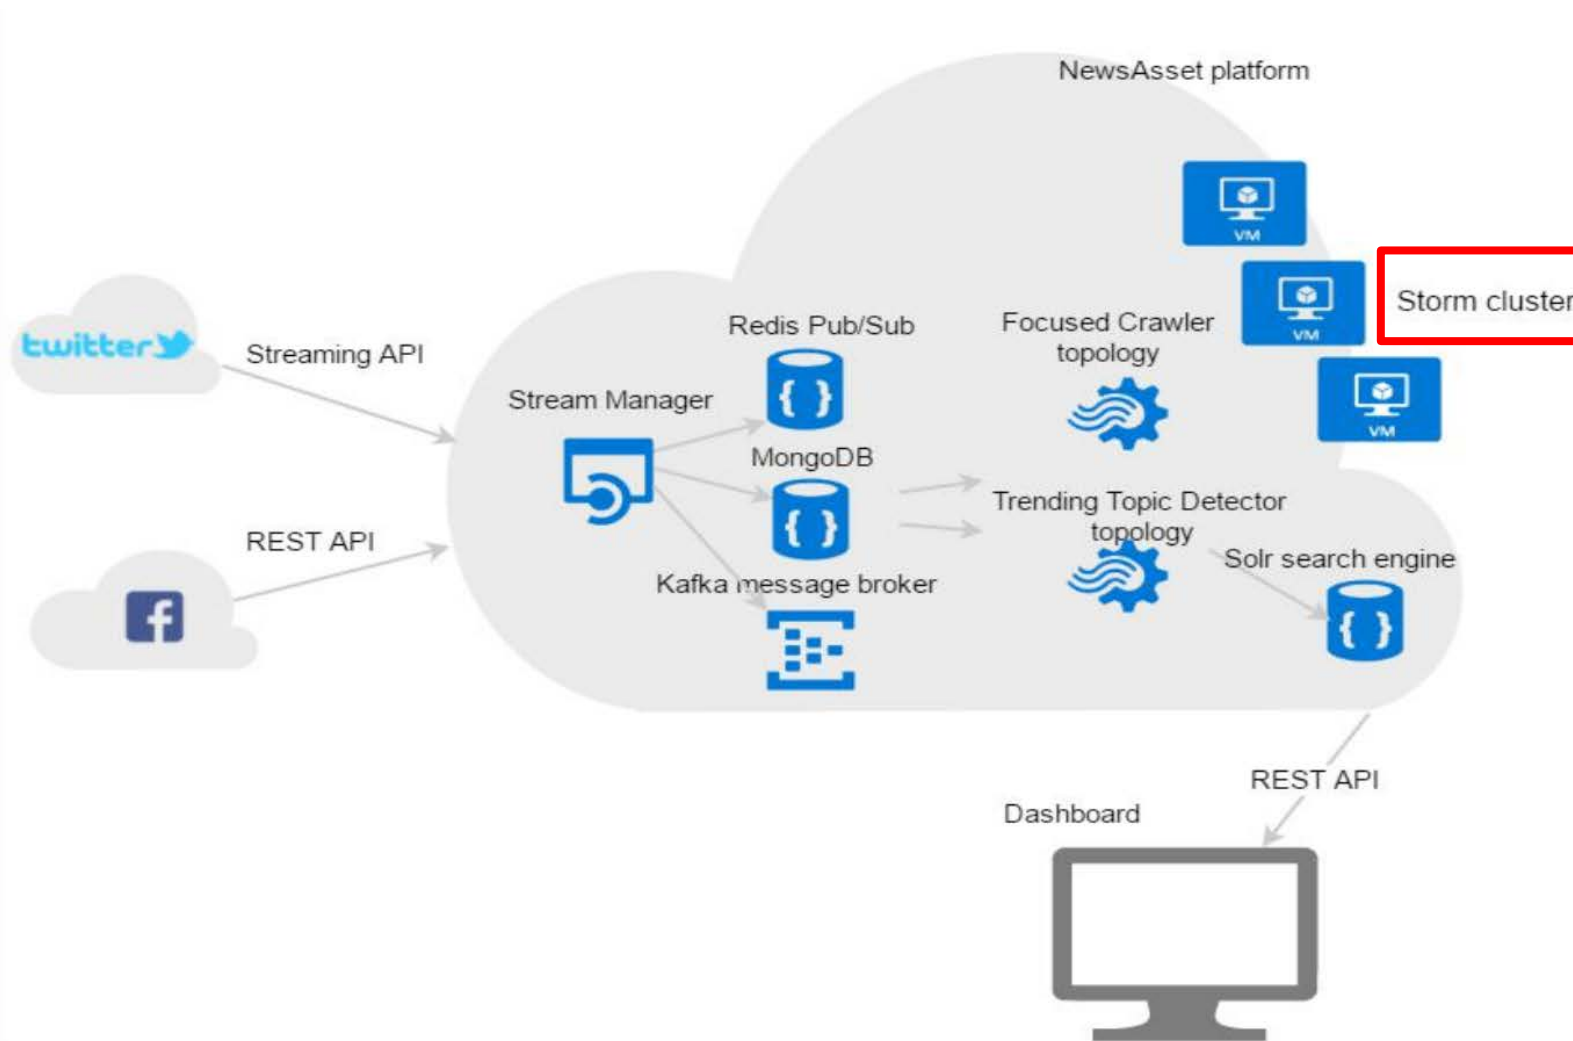 NewsAsset platform
VM
VM
Storm cluster
VM
twitter
Streaming API
Redis Pub/Sub
Focused Crawler
topology
Stream Manager
MongoDB
Trending Topic Detector
topology
REST API
Kafka message broker
Solr search engine
f
REST API
Dashboard